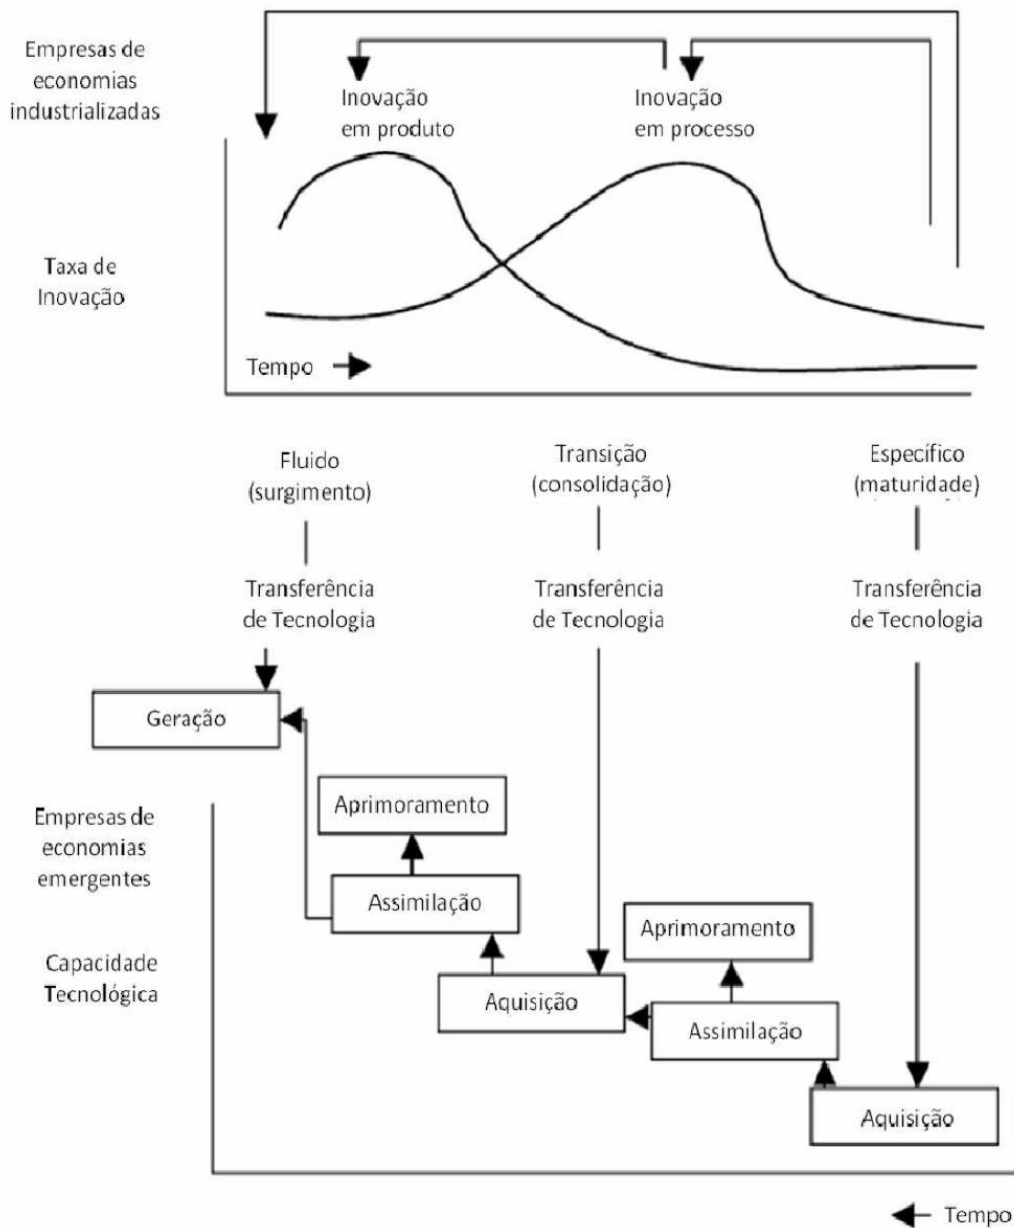 Empresas de
economias
industrializadas
Inovação
em produto
Inovação
em processo
Taxa de
Inovação
Tempo
Fluido
(surgimento)
Transição
(consolidação)
Específico
(maturidade)
Transferência
de Tecnologia
Transferência
de Tecnologia
Transferência
de Tecnologia
Geração
Aprimoramento
Empresas de
economias
emergentes
Assimilação
Aprimoramento
Capacidade
Tecnológica
Aquisição
Assimilação
Aquisição
Tempo